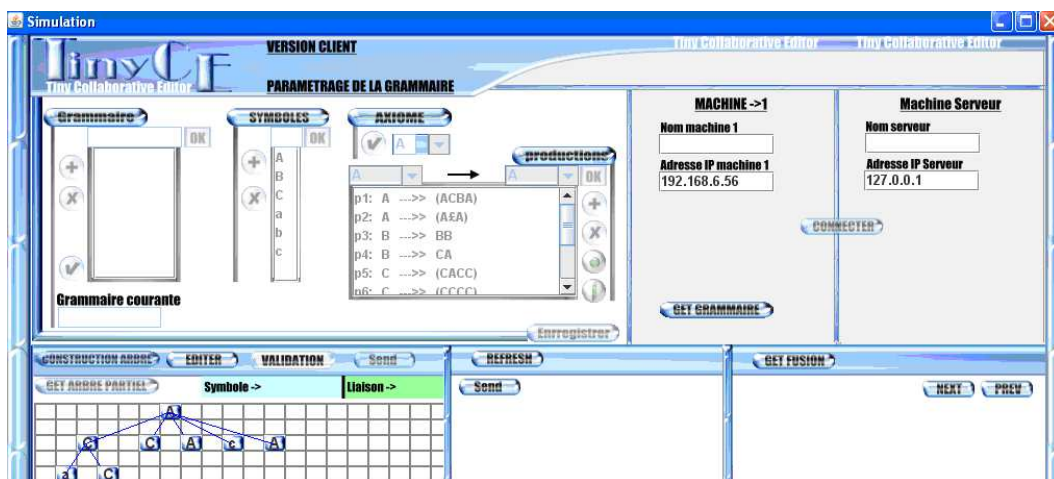 Simulation
TinyCE
Tiny Collaborative Editor
VERSION CLIENT
PARAMETRAGE DE LA GRAMMAIRE
Tiny Collaborative Editor
Tiny Collaborative Editor
Grammaire
OK
Grammaire courante
SYMBOLES
OK
A
B
C
a
b
c
AXIOME
A
productions
A
A
OK
p1: A --->> (ACBA)
p2: A --->> (A£A)
p3: B --->> BB
p4: B --->> CA
p5: C --->> (CACC)
p6: C --->> (CCCC)
Enrregistrer
MACHINE ->1
Nom machine 1
Adresse IP machine 1
192.168.6.56
GET GRAMMAIRE
Machine Serveur
Nom serveur
Adresse IP Serveur
127.0.0.1
CONNECTER
CONSTRUCTION ARBRE
EDITER
VALIDATION
Send
GET ARBRE PARTIEL
Symbole ->
Liaison ->
A
C C A c A
a C
REFRESH
Send
GET FUSION
NEXT
PREV